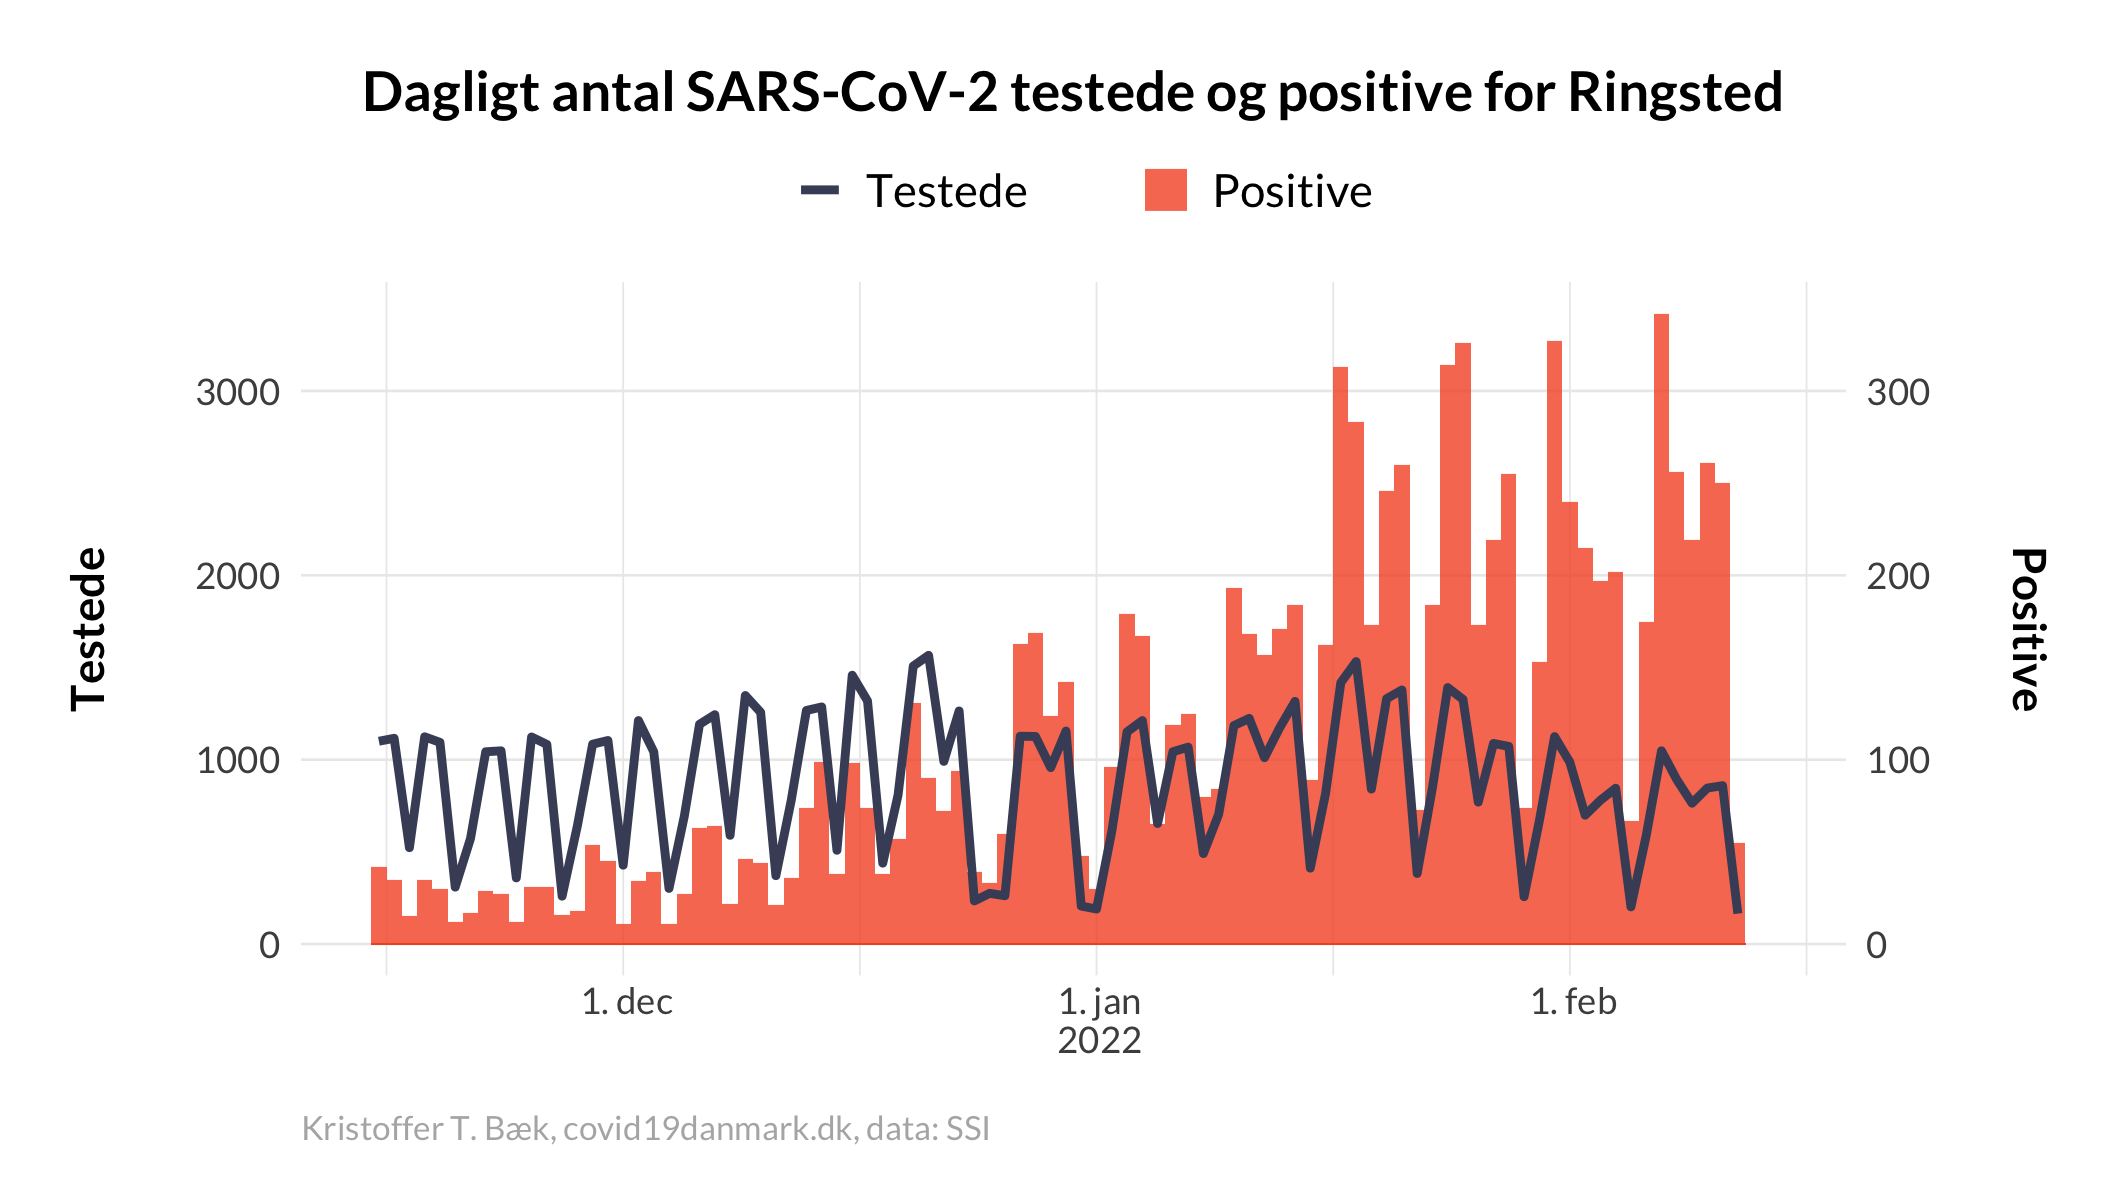 Dagligt antal SARS-CoV-2 testede og positive for Ringsted
Testede Positive
3000 300
2000 200
1000 100
0 0
Testede
Positive
1. dec 1. jan 1. feb
2022
Kristoffer T. Bæk, covid19danmark.dk, data: SSI